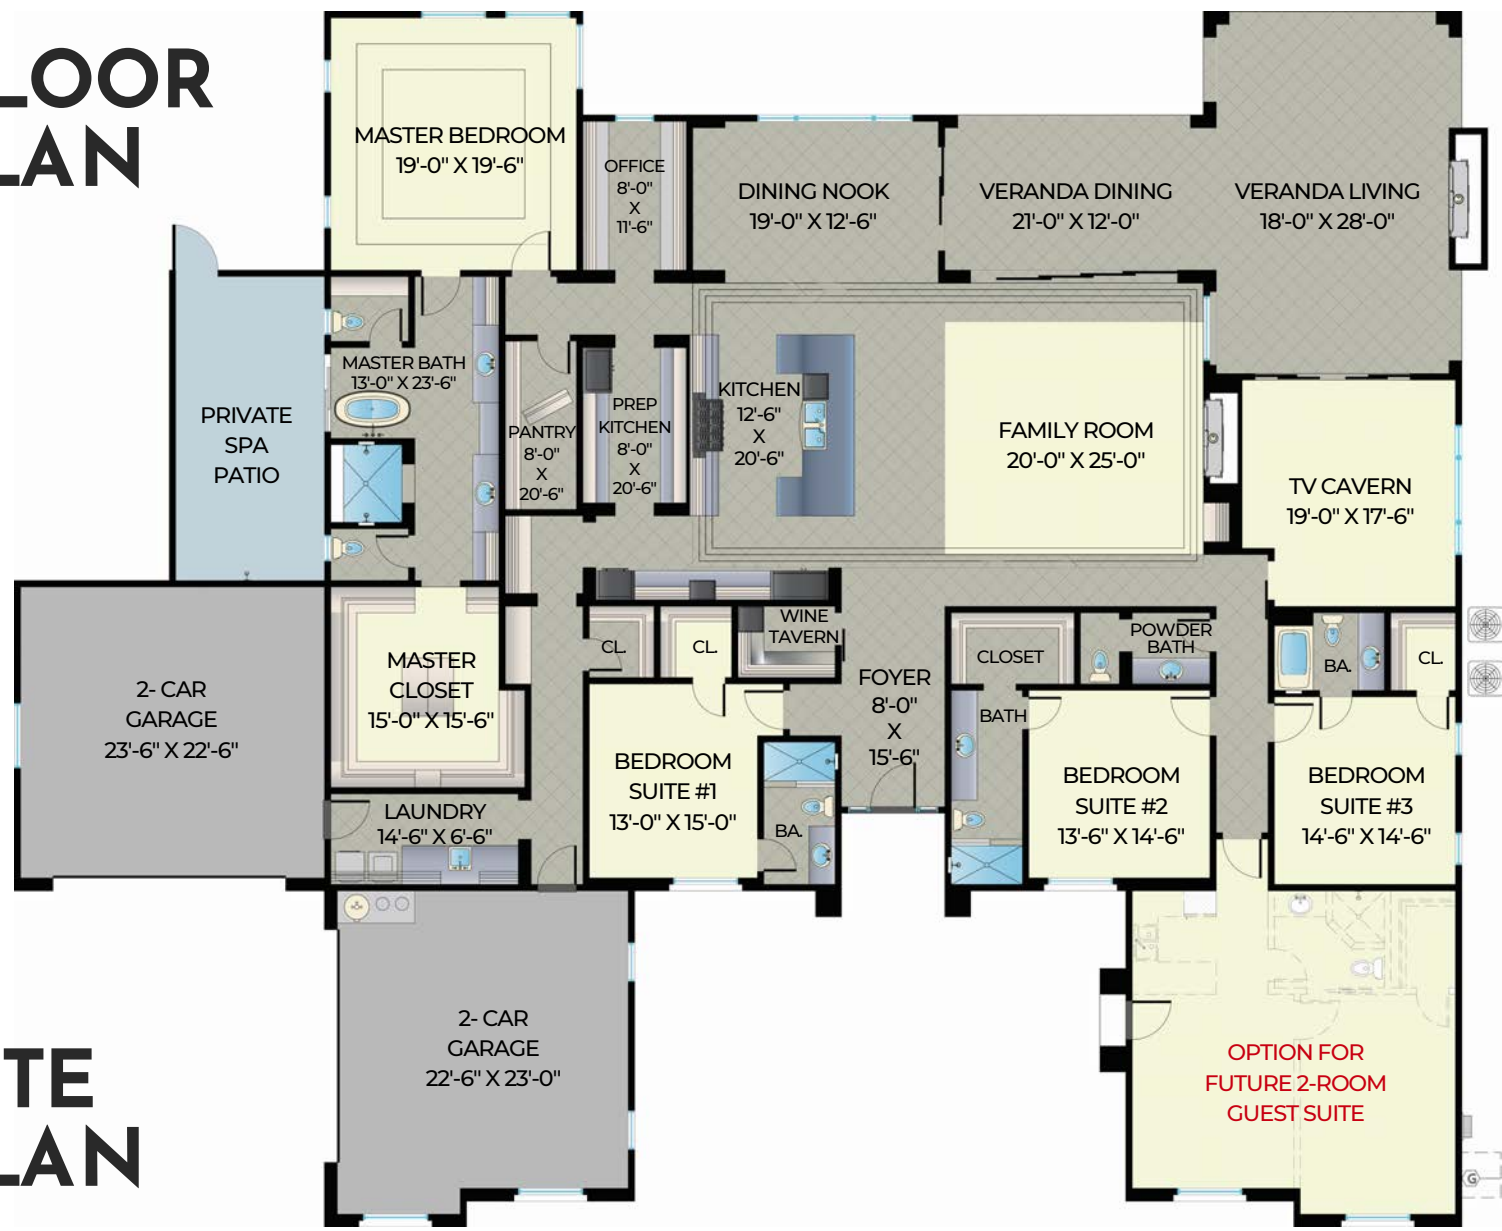 LOOR
LAN
MASTER BEDROOM
19'-0" X 19'-6"
OFFICE
8'-0"
X
11'-6"
DINING NOOK
19'-0" X 12'-6"
VERANDA DINING
21'-0" X 12'-0"
VERANDA LIVING
18'-0" X 28'-0"
PRIVATE
SPA
PATIO
MASTER BATH
13'-0" X 23'-6"
PANTRY
8'-0"
X
20'-6"
PREP
KITCHEN
8'-0"
X
20'-6"
KITCHEN
12'-6"
X
20'-6"
FAMILY ROOM
20'-0" X 25'-0"
TV CAVERN
19'-0" X 17'-6"
2- CAR
GARAGE
23'-6" X 22'-6"
MASTER
CLOSET
15'-0" X 15'-6"
CL.
CL.
WINE
TAVERN
FOYER
8'-0"
X
15'-6"
CLOSET
POWDER
BATH
BA.
CL.
BATH
LAUNDRY
14'-6" X 6'-6"
BEDROOM
SUITE #1
13'-0" X 15'-0"
BA.
BEDROOM
SUITE #2
13'-6" X 14'-6"
BEDROOM
SUITE #3
14'-6" X 14'-6"
2- CAR
GARAGE
22'-6" X 23'-0"
OPTION FOR
FUTURE 2-ROOM
GUEST SUITE
G
TE
LAN